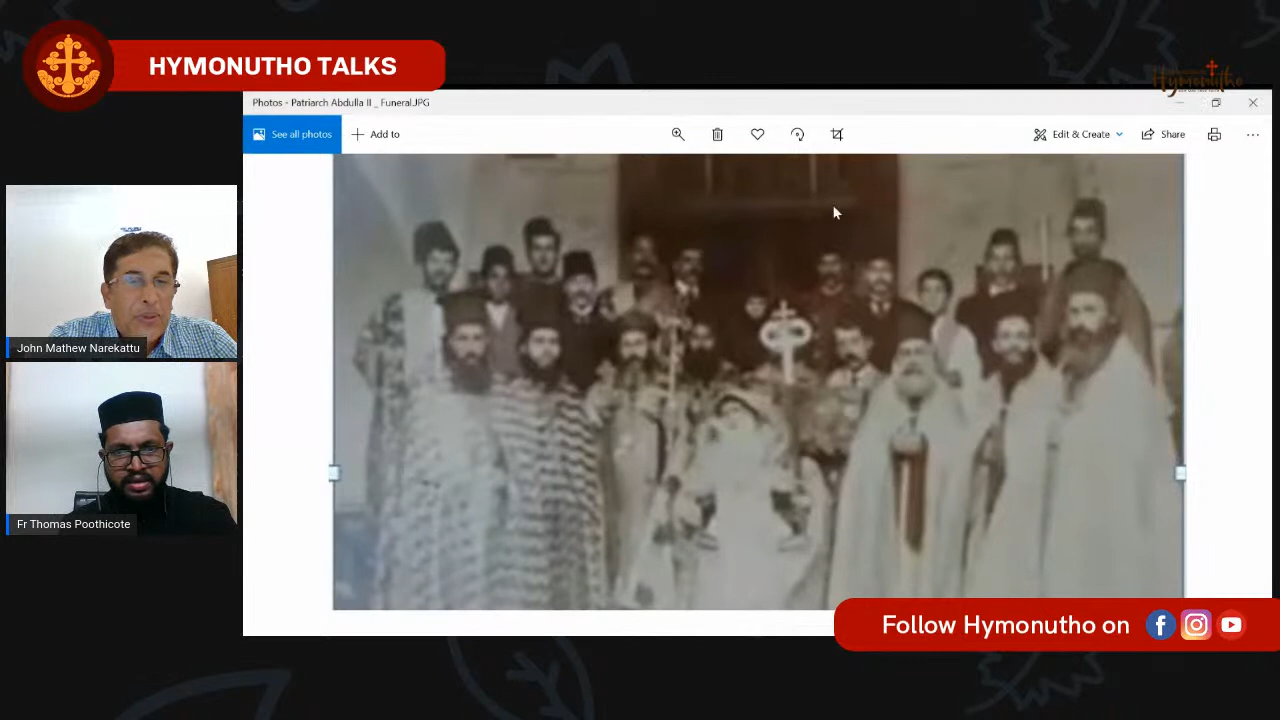 HYMONUTHO TALKS
Hymonutho
Photos - Patriarch Abdulla II _ Funeral.JPG
See all photos
Add to
Edit & Create
Share
John Mathew Narekattu
Fr Thomas Poothicote
Follow Hymonutho on